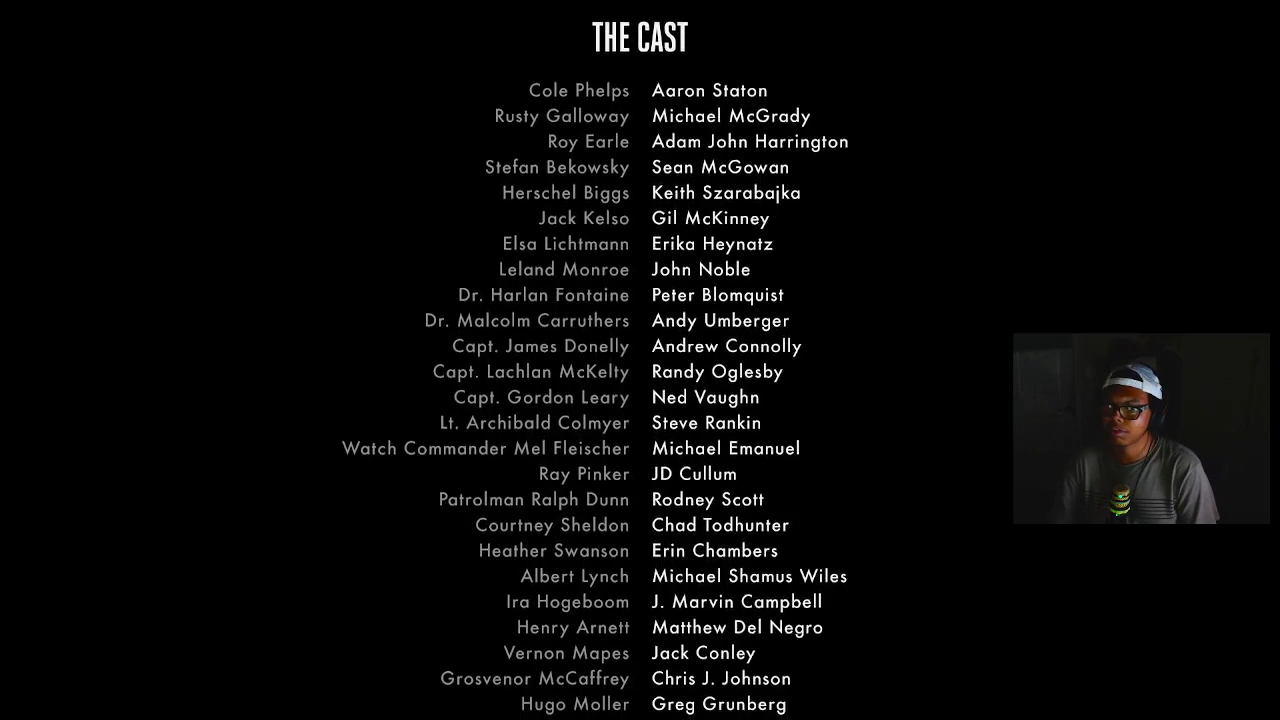 THE CAST
Cole Phelps Aaron Staton
Rusty Galloway Michael McGrady
Roy Earle Adam John Harrington
Stefan Bekowsky Sean McGowan
Herschel Biggs Keith Szarabajka
Jack Kelso Gil McKinney
Elsa Lichtmann Erika Heynatz
Leland Monroe John Noble
Dr. Harlan Fontaine Peter Blomquist
Dr. Malcolm Carruthers Andy Umberger
Capt. James Donelly Andrew Connolly
Capt. Lachlan McKelty Randy Oglesby
Capt. Gordon Leary Ned Vaughn
Lt. Archibald Colmyer Steve Rankin
Watch Commander Mel Fleischer Michael Emanuel
Ray Pinker JD Cullum
Patrolman Ralph Dunn Rodney Scott
Courtney Sheldon Chad Todhunter
Heather Swanson Erin Chambers
Albert Lynch Michael Shamus Wiles
Ira Hogeboom J. Marvin Campbell
Henry Arnett Matthew Del Negro
Vernon Mapes Jack Conley
Grosvenor McCaffrey Chris J. Johnson
Hugo Moller Greg Grunberg